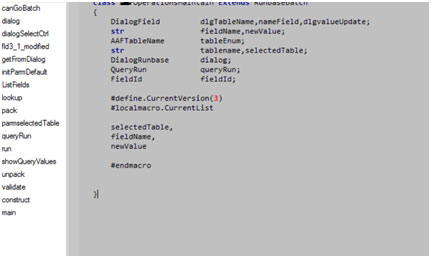 canGoBatch
dialog
dialogSelectCtrl
fld3_1_modified
getFromDialog
initParmDefault
ListFields
lookup
pack
parmselectedTable
queryRun
run
showQueryValues
unpack
validate
construct
main
class OperationsMaintain extends RunBaseBatch
{
DialogField dlgTableName,nameField,dlgvalueUpdate;
str fieldName,newValue;
AAFTableName tableEnum;
str tablename,selectedTable;
DialogRunbase dialog;
QueryRun queryRun;
FieldId fieldId;
#define.CurrentVersion(3)
#localmacro.CurrentList
selectedTable,
fieldName,
newValue
#endmacro
}